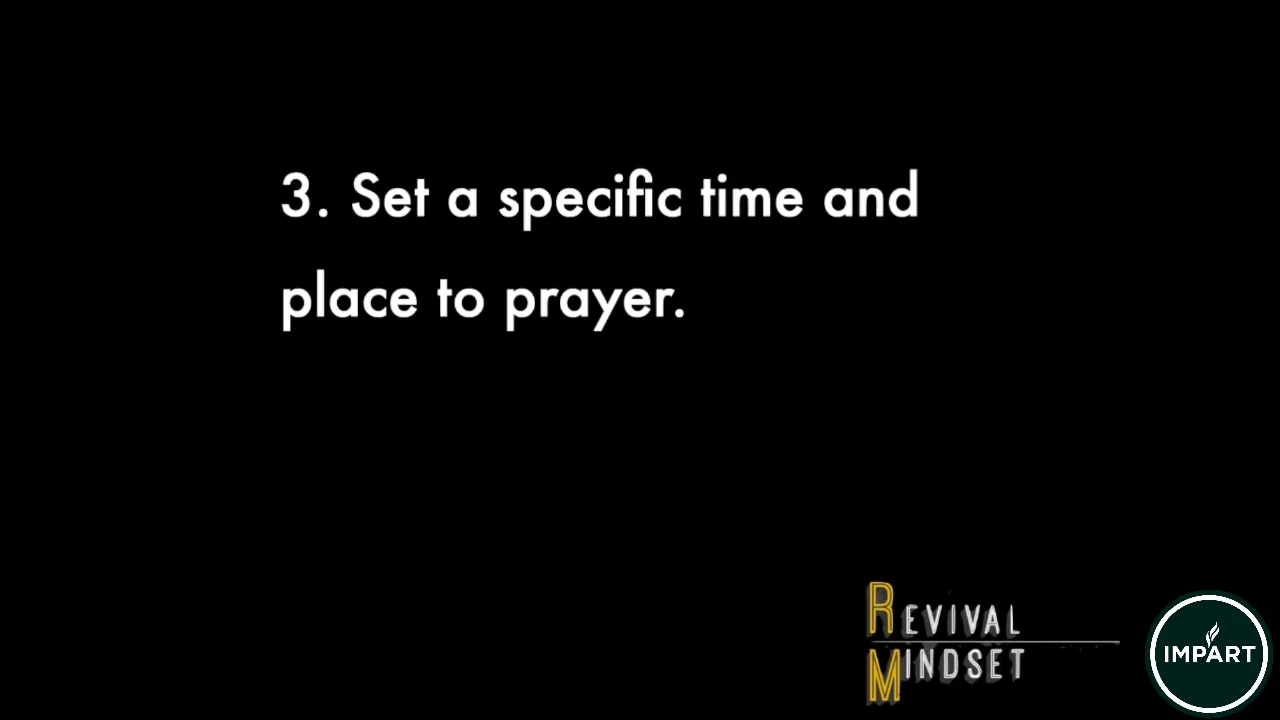 3. Set a specific time and
place to prayer.
REVIVAL
MINDSET
IMPART